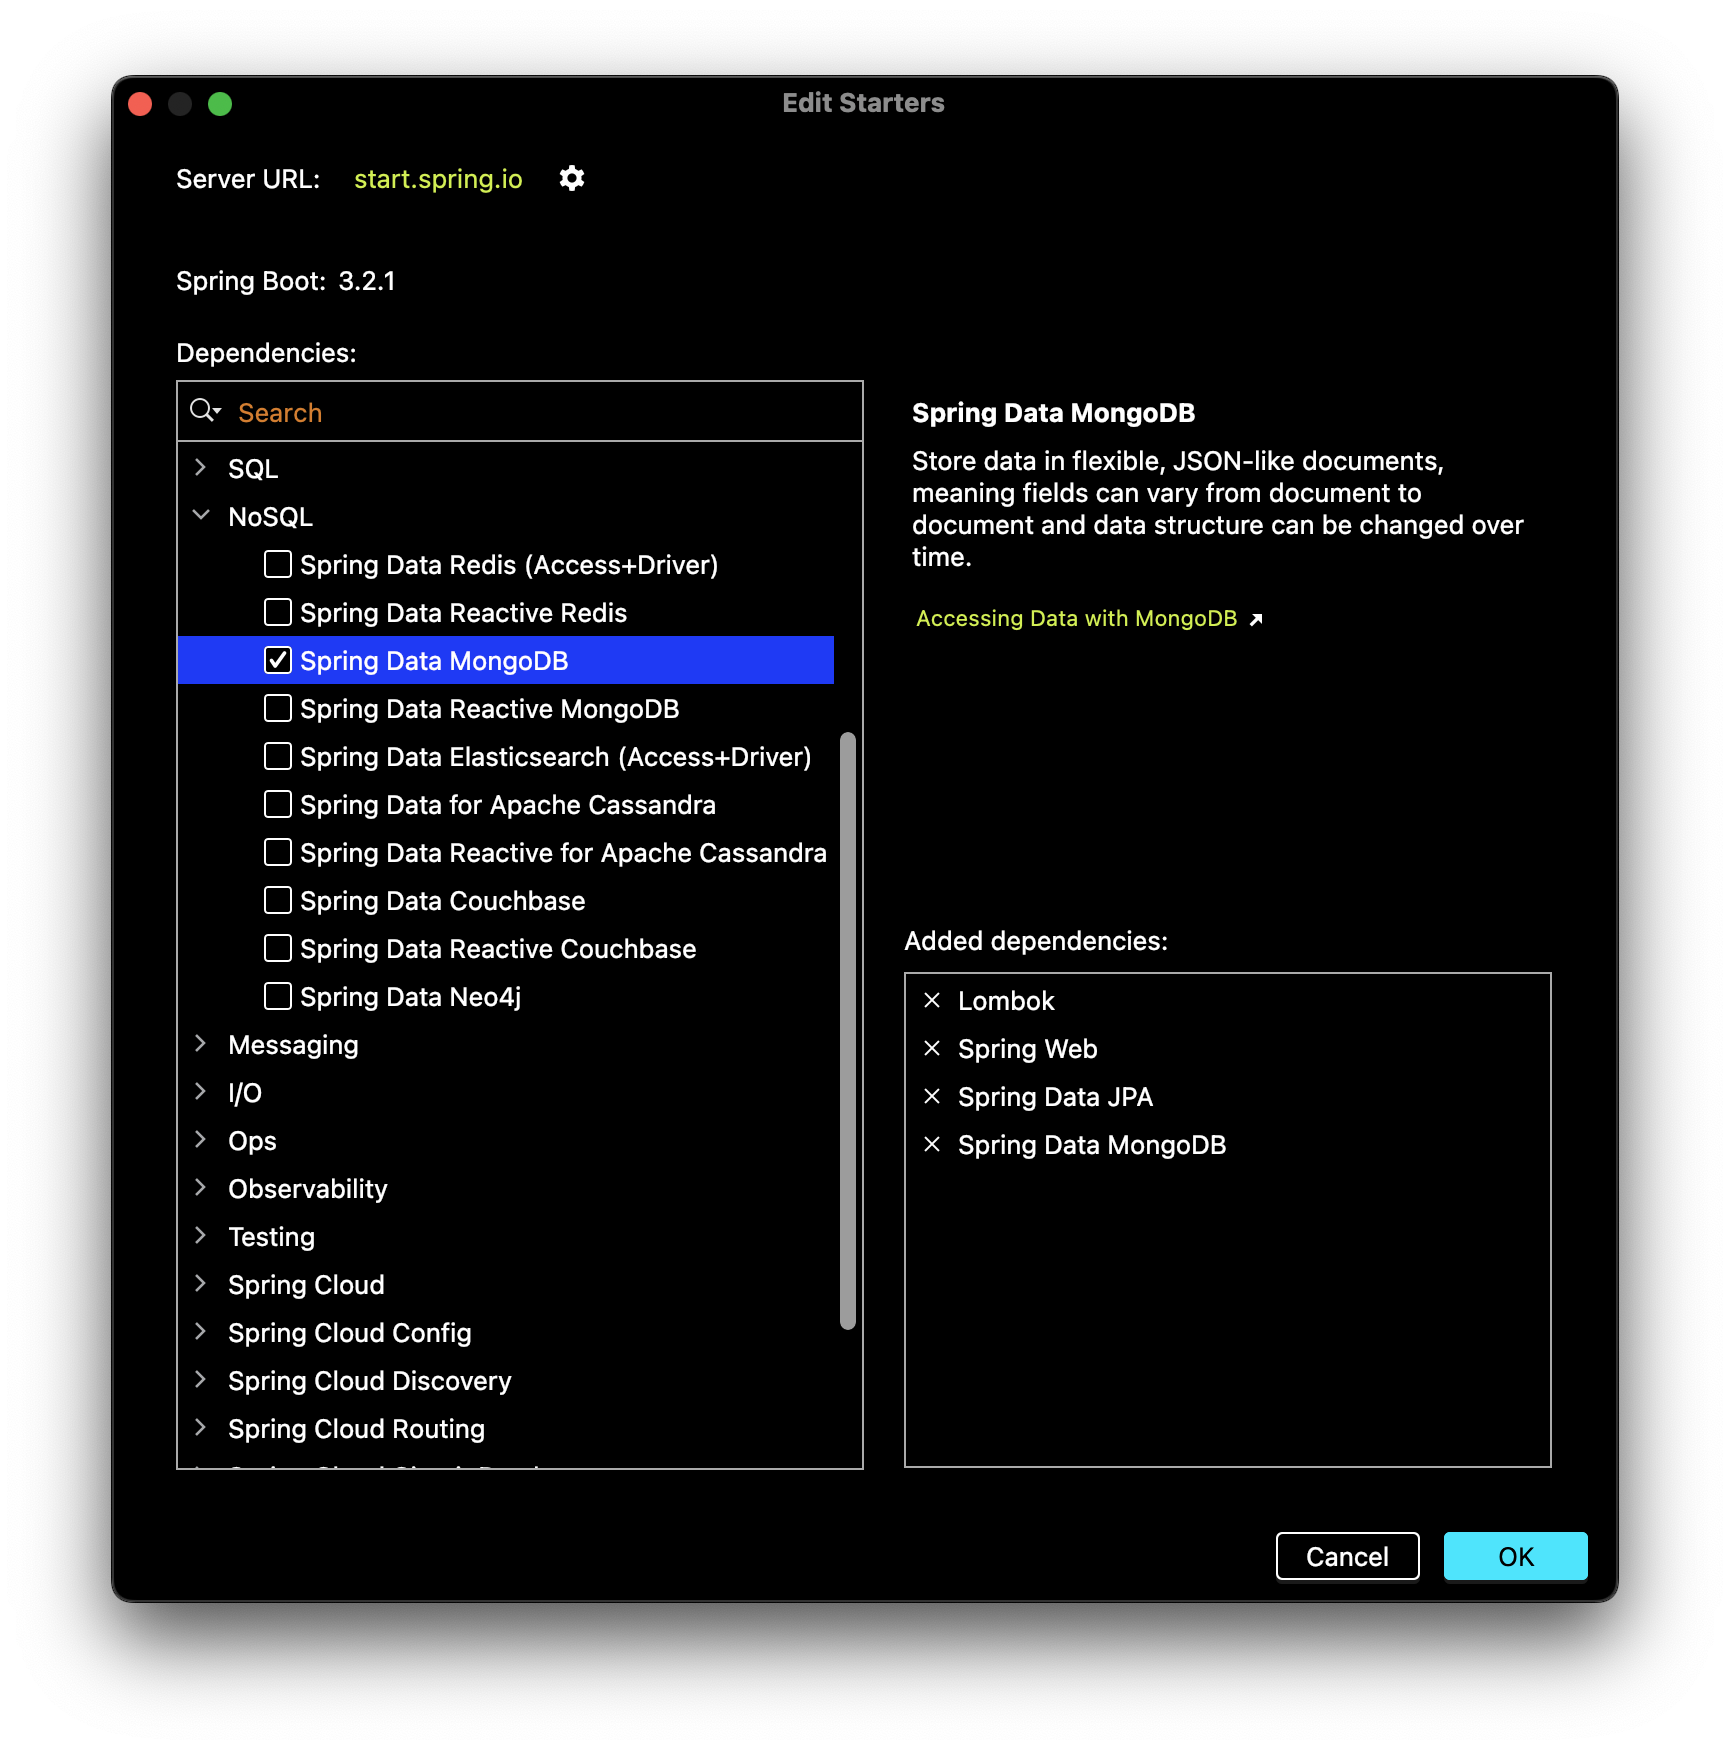 Edit Starters
Server URL: start.spring.io
Spring Boot: 3.2.1
Dependencies:
Search
SQL
NoSQL
Spring Data Redis (Access+Driver)
Spring Data Reactive Redis
Spring Data MongoDB
Spring Data Reactive MongoDB
Spring Data Elasticsearch (Access+Driver)
Spring Data for Apache Cassandra
Spring Data Reactive for Apache Cassandra
Spring Data Couchbase
Spring Data Reactive Couchbase
Spring Data Neo4j
Messaging
I/O
Ops
Observability
Testing
Spring Cloud
Spring Cloud Config
Spring Cloud Discovery
Spring Cloud Routing
Spring Data MongoDB
Store data in flexible, JSON-like documents,
meaning fields can vary from document to
document and data structure can be changed over
time.
Accessing Data with MongoDB
Added dependencies:
Lombok
Spring Web
Spring Data JPA
Spring Data MongoDB
Cancel
OK